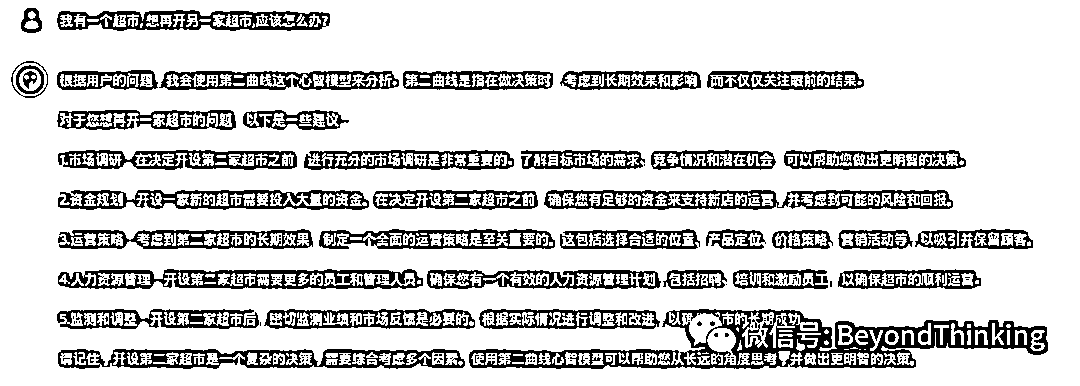 我有一个超市,想再开另一家超市,应该怎么办?
根据用户的问题，我会使用第二曲线这个心智模型来分析。第二曲线是指在做决策时，考虑到长期效果和影响，而不仅仅关注眼前的结果。
对于您想再开一家超市的问题，以下是一些建议：
1.市场调研：在决定开设第二家超市之前，进行充分的市场调研是非常重要的。了解目标市场的需求、竞争情况和潜在机会，可以帮助您做出更明智的决策。
2.资金规划：开设一家新的超市需要投入大量的资金。在决定开设第二家超市之前，确保您有足够的资金来支持新店的运营，并考虑到可能的风险和回报。
3.运营策略：考虑到第二家超市的长期效果，制定一个全面的运营策略是至关重要的。这包括选择合适的位置、产品定位、价格策略、营销活动等，以吸引并保留顾客。
4.人力资源管理：开设第二家超市需要更多的员工和管理人员。确保您有一个有效的人力资源管理计划，包括招聘、培训和激励员工，以确保超市的顺利运营。
5.监测和调整：开设第二家超市后，密切监测业绩和市场反馈是必要的。根据实际情况进行调整和改进，以 超市的长期成功
微信号: BeyondThinking
请记住，开设第二家超市是一个复杂的决策，需要综合考虑多个因素。使用第二曲线心智模型可以帮助您从长远的角度思考，并做出更明智的决策。